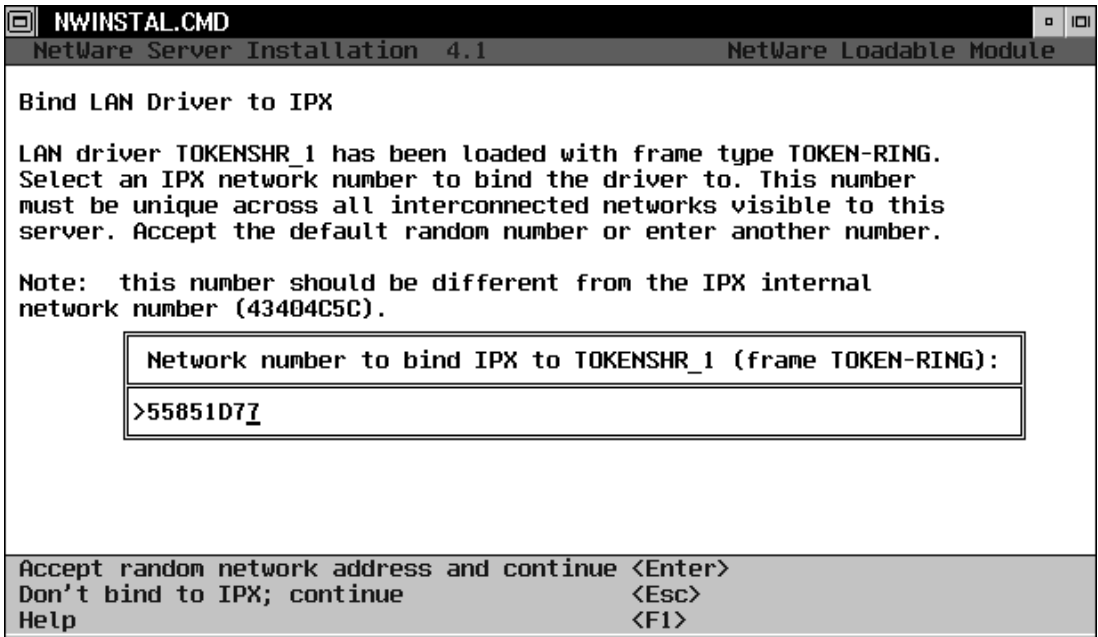 NWINSTAL.CMD
NetWare Server Installation 4.1 NetWare Loadable Module
Bind LAN Driver to IPX
LAN driver TOKENSHR_1 has been loaded with frame type TOKEN-RING.
Select an IPX network number to bind the driver to. This number
must be unique across all interconnected networks visible to this
server. Accept the default random number or enter another number.
Note: this number should be different from the IPX internal
network number (43404C5C).
Network number to bind IPX to TOKENSHR_1 (frame TOKEN-RING):
>55851D77
Accept random network address and continue <Enter>
Don't bind to IPX; continue <Esc>
Help <F1>